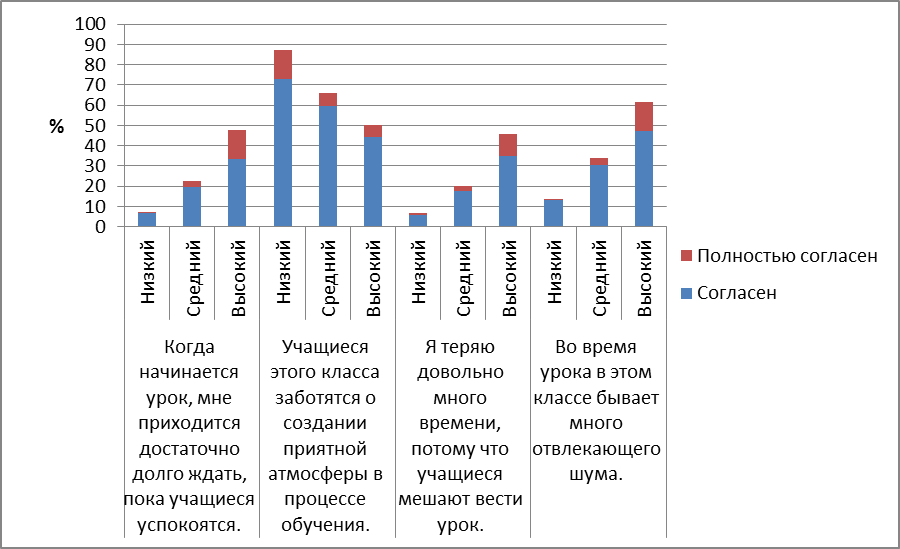 100
90
80
70
60
50
40
30
20
10
0
%
Низкий
Средний
Высокий
Низкий
Средний
Высокий
Низкий
Средний
Высокий
Низкий
Средний
Высокий
Когда
начинается
урок, мне
приходится
достаточно
долго ждать,
пока учащиеся
успокоятся.
Учащиеся
этого класса
заботятся о
создании
приятной
атмосферы в
процессе
обучения.
Я теряю
довольно
много
времени,
потому что
учащиеся
мешают вести
урок.
Во время
урока в этом
классе бывает
много
отвлекающего
шума.
Полностью согласен
Согласен